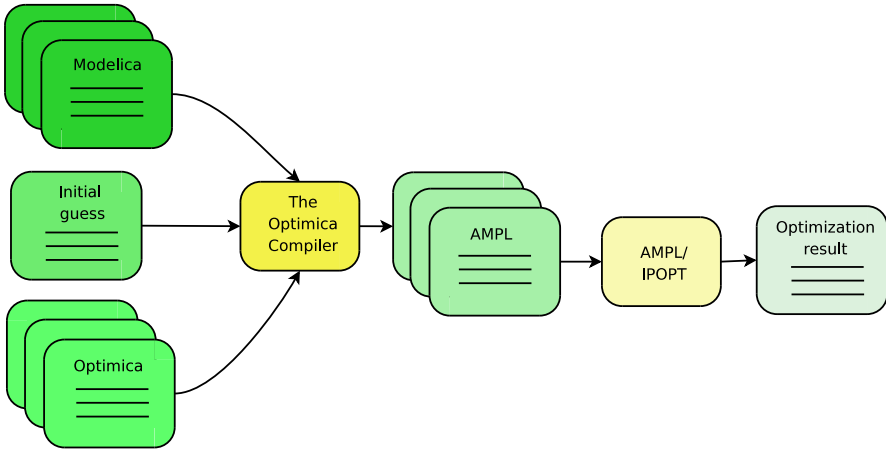 Modelica
Initial
guess
Optimica
The
Optimica
Compiler
AMPL
AMPL/
IPOPT
Optimization
result